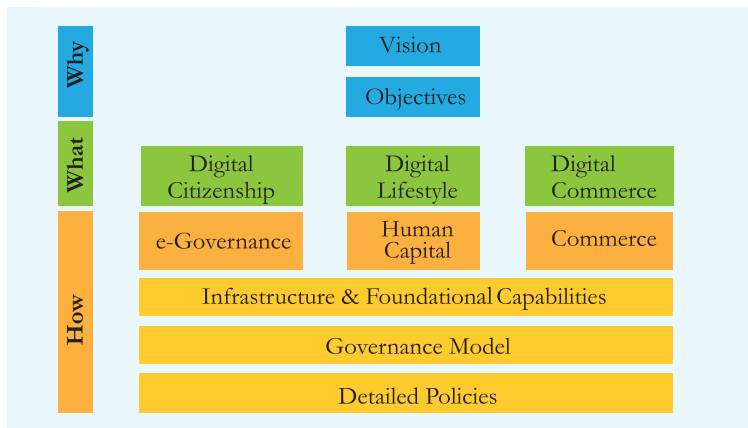 Why
Vision
Objectives
What
Digital
Citizenship
Digital
Lifestyle
Digital
Commerce
How
e-Governance
Human
Capital
Commerce
Infrastructure & Foundational Capabilities
Governance Model
Detailed Policies